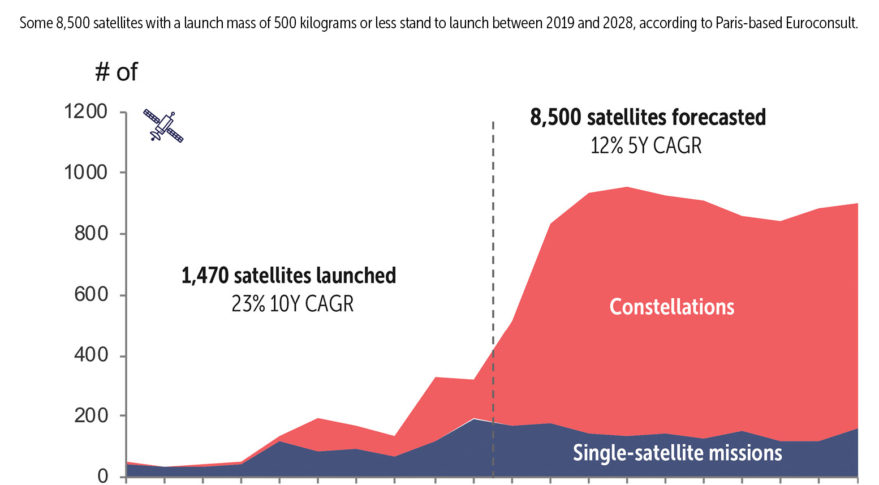 Some 8,500 satellites with a launch mass of 500 kilograms or less stand to launch between 2019 and 2028, according to Paris-based Euroconsult.
# of
1200
8,500 satellites forecasted
12% 5Y CAGR
1000
800
1,470 satellites launched
23% 10Y CAGR
600
Constellations
400
200
Single-satellite missions
0